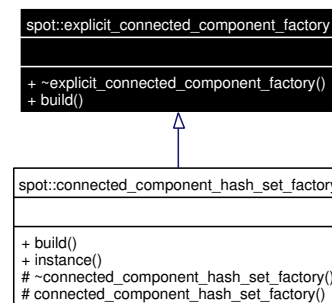 spot::explicit_connected_component_factory
+ ~explicit_connected_component_factory()
+ build()
spot::connected_component_hash_set_factory
+ build()
+ instance()
# ~connected_component_hash_set_factory()
# connected_component_hash_set_factory()